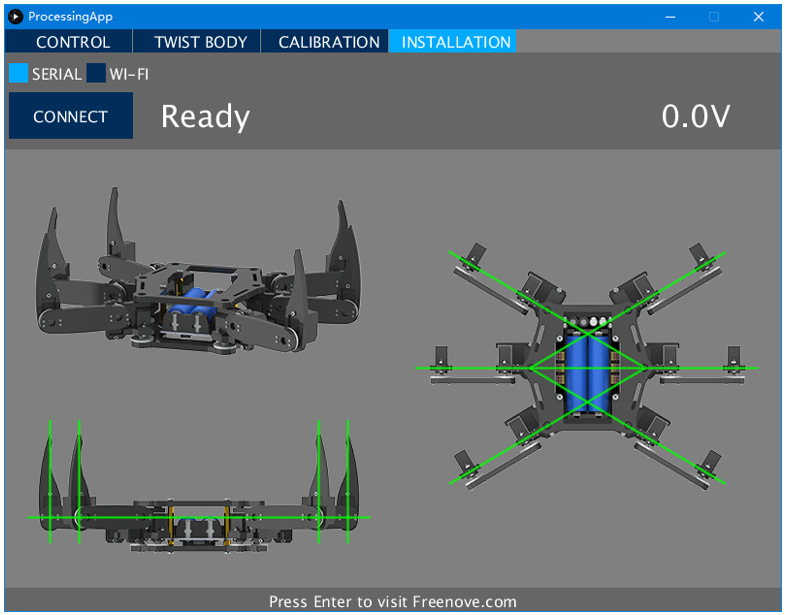 ProcessingApp
CONTROL TWIST BODY CALIBRATION INSTALLATION
SERIAL WI-FI
CONNECT Ready 0.0V
Press Enter to visit Freenove.com